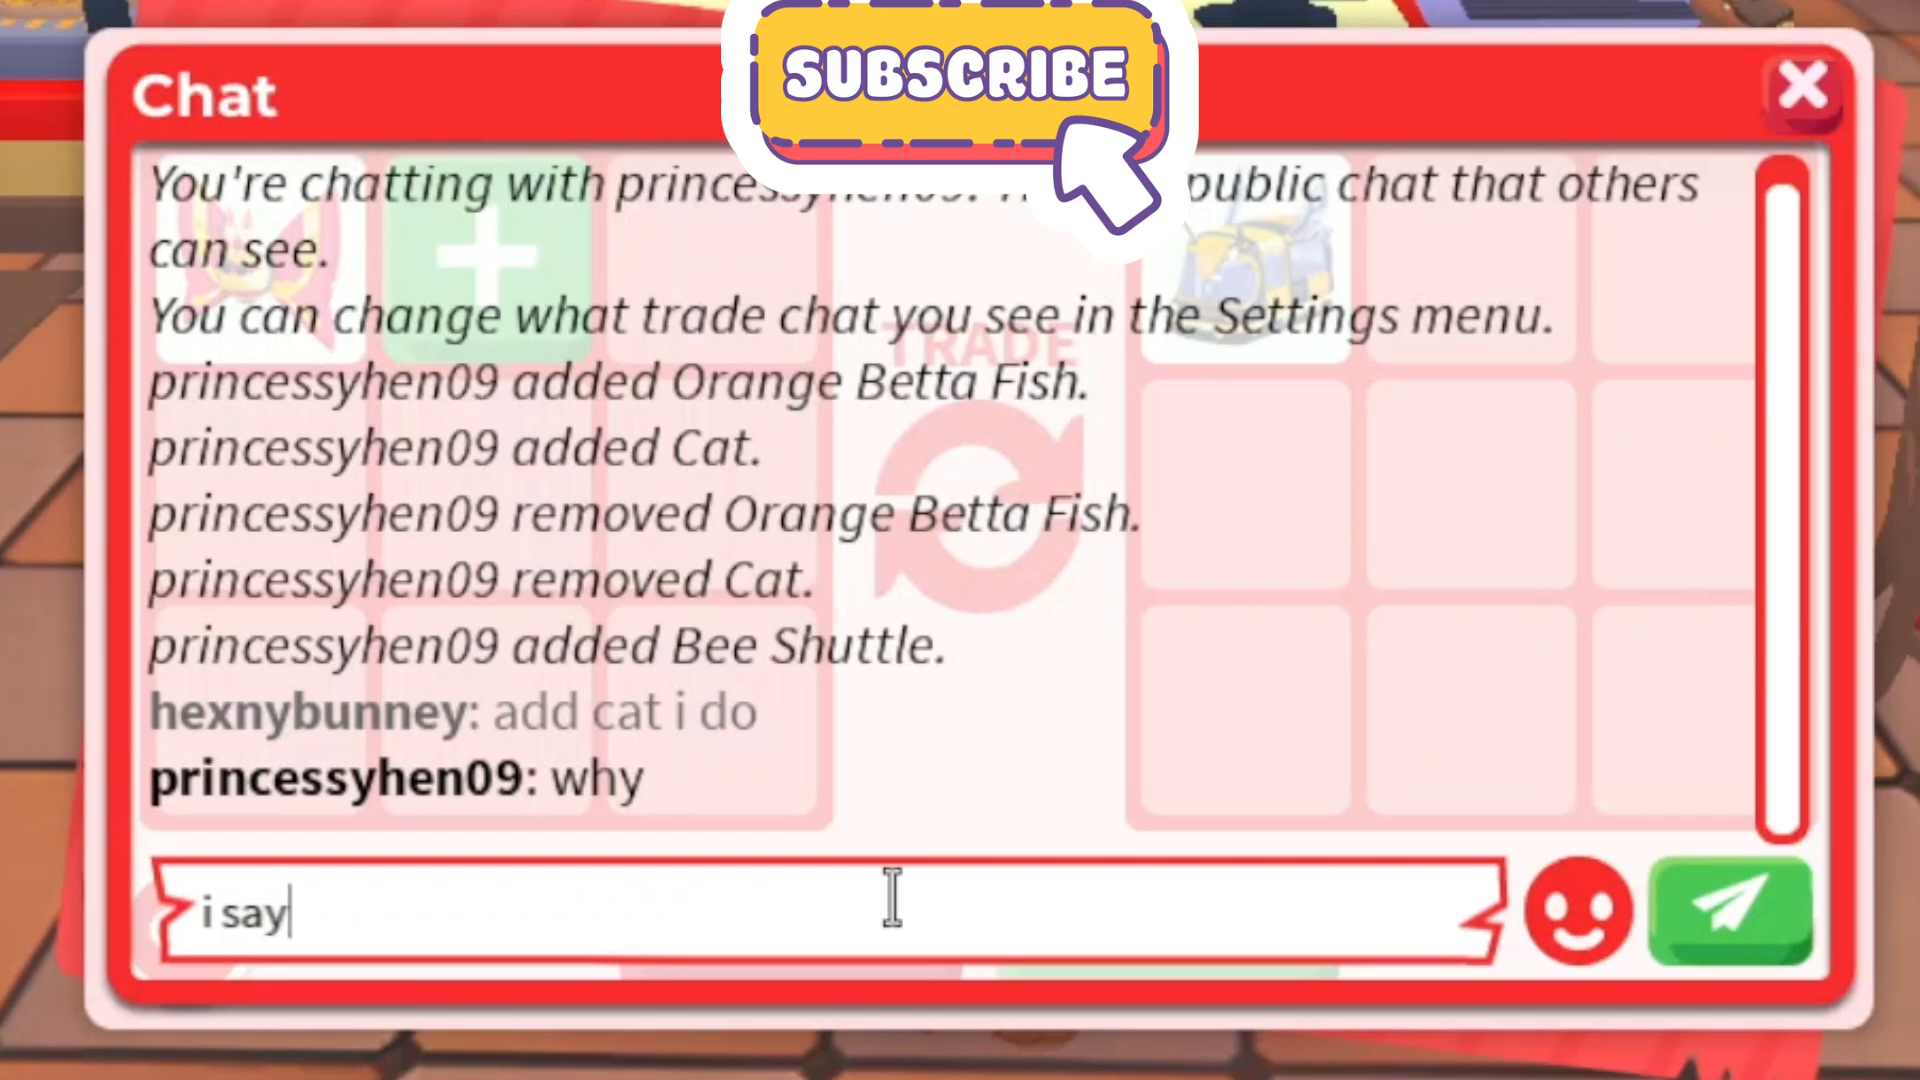 SUBSCRIBE
Chat
You're chatting with princessyhen09. public chat that others
can see.
You can change what trade chat you see in the Settings menu.
TRADE
princessyhen09 added Orange Betta Fish.
princessyhen09 added Cat.
princessyhen09 removed Orange Betta Fish.
princessyhen09 removed Cat.
princessyhen09 added Bee Shuttle.
hexnybunney: add cat i do
princessyhen09: why
i say